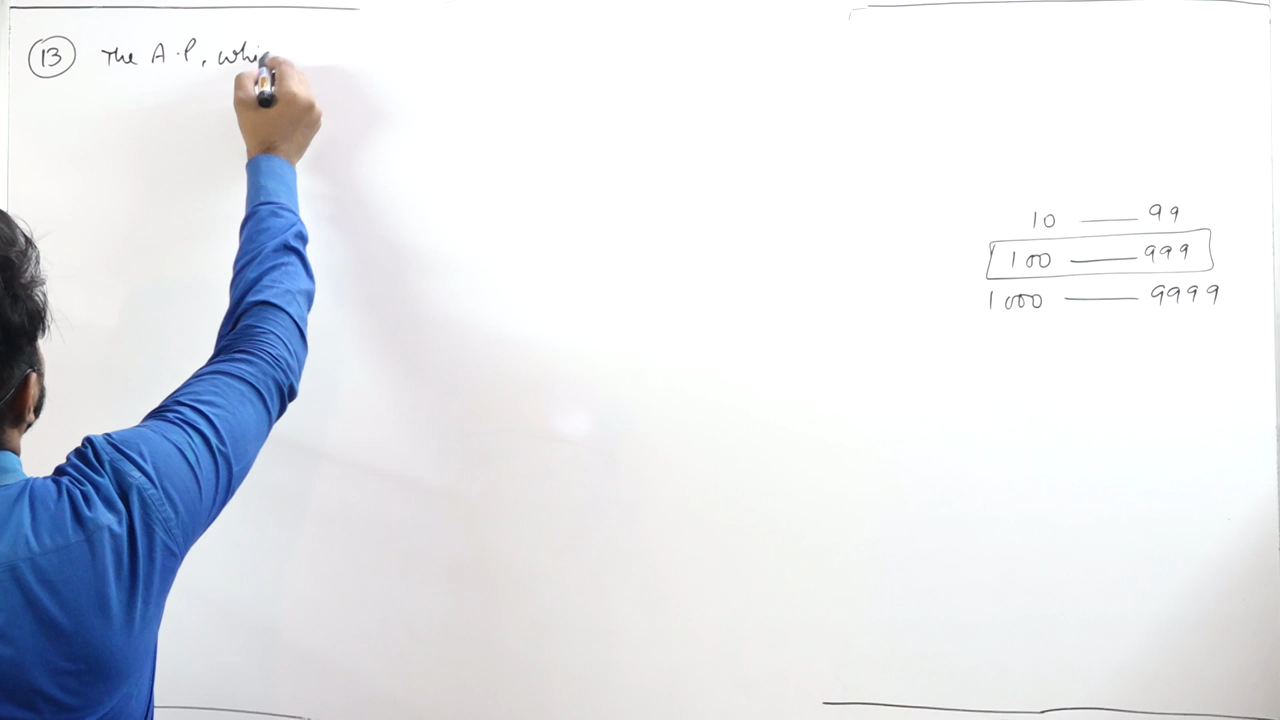 13 The A.P, whi
10 —— 99
100 —— 999
1000 —— 9999